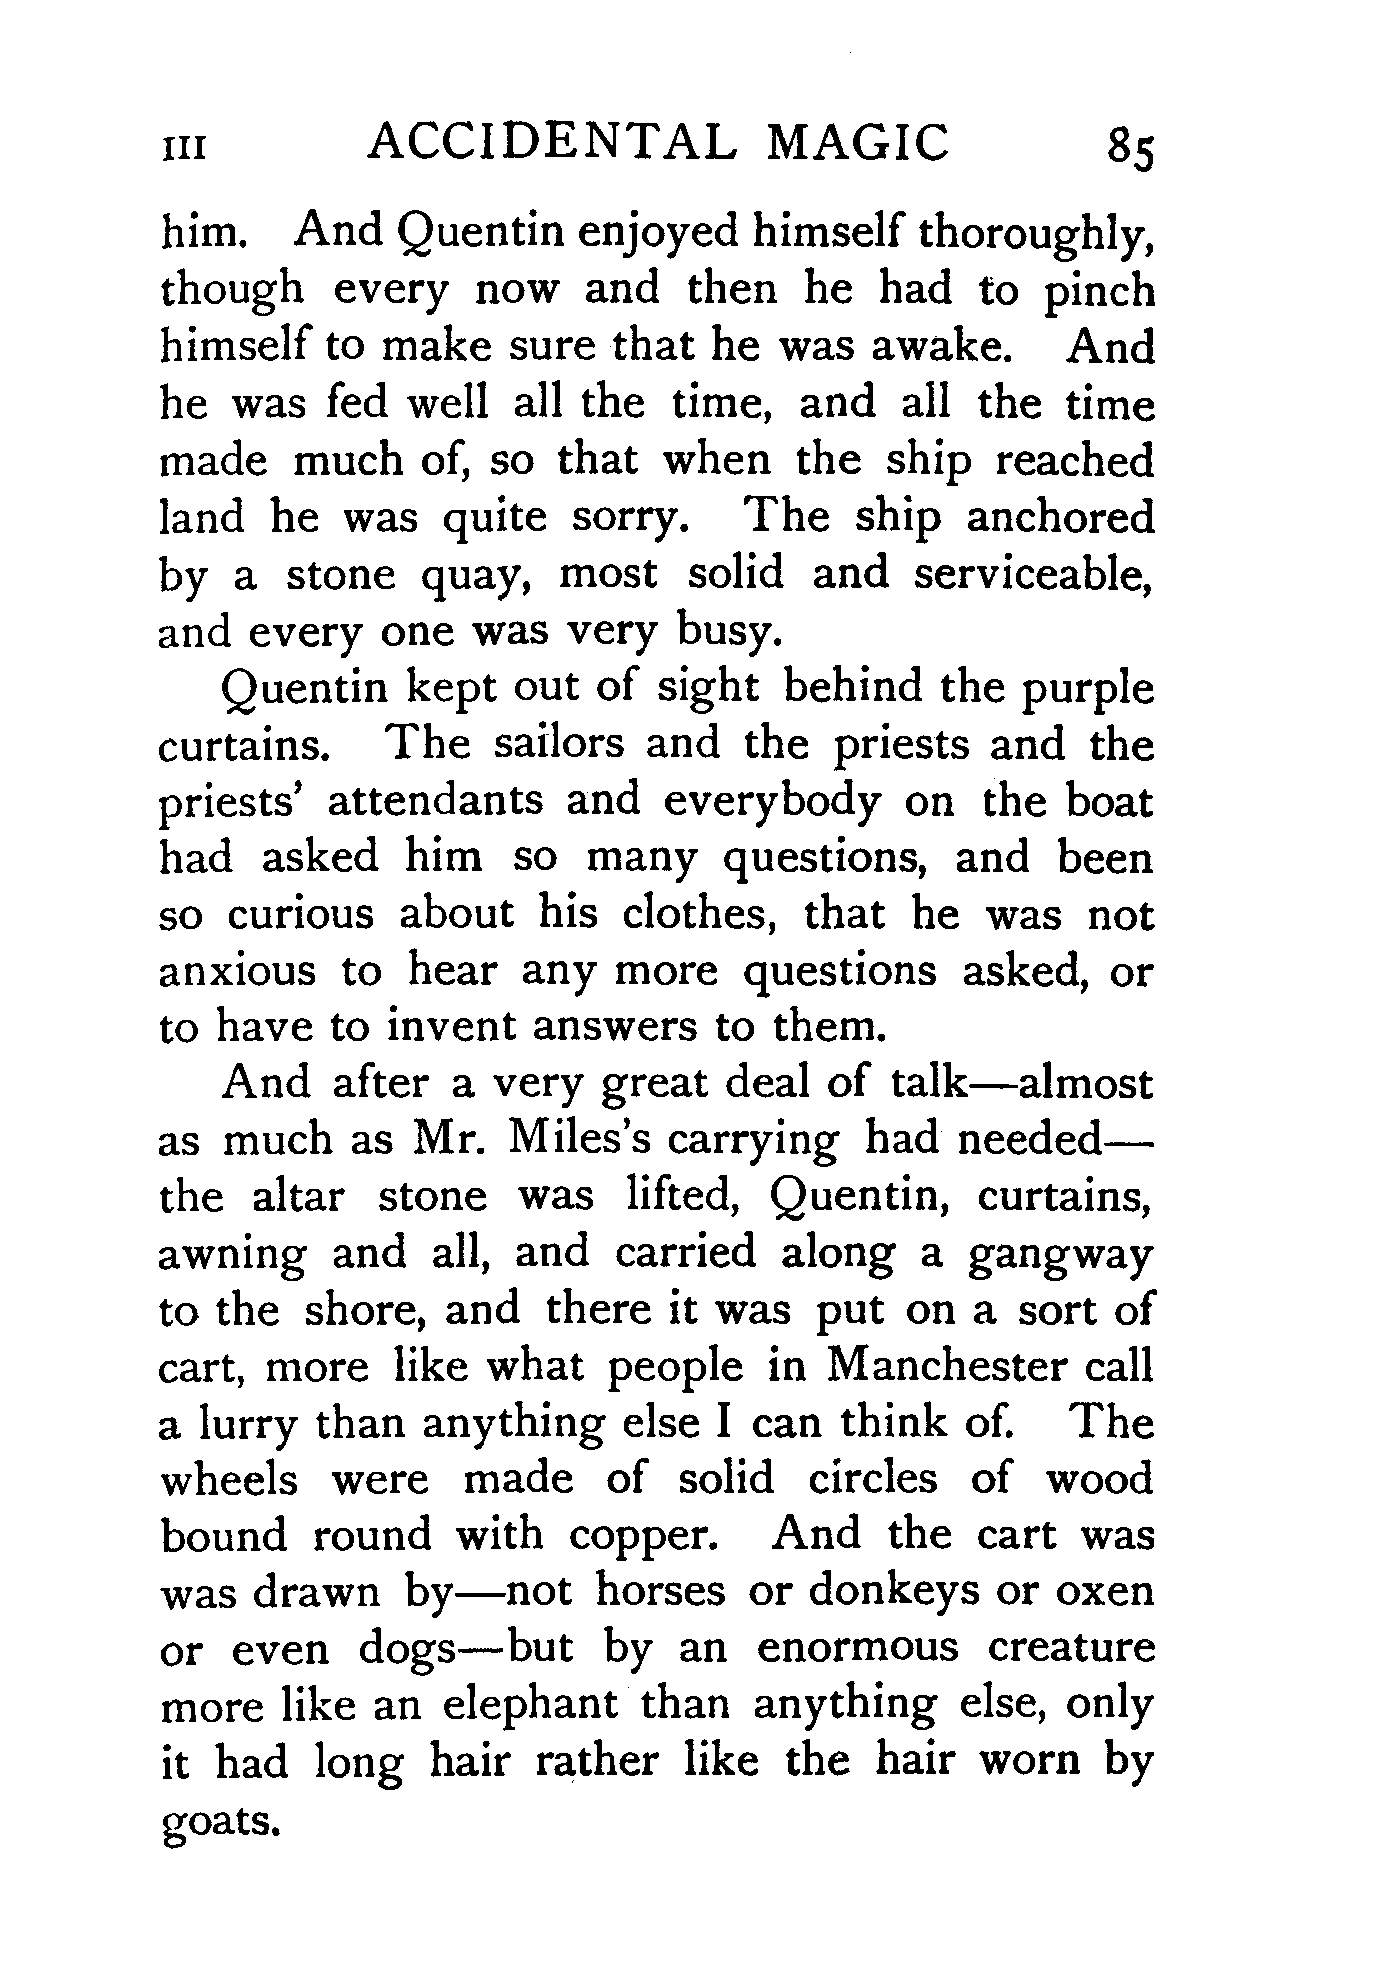 III ACCIDENTAL MAGIC 85
him. And Quentin enjoyed himself thoroughly,
though every now and then he had to pinch
himself to make sure that he was awake. And
he was fed well all the time, and all the time
made much of, so that when the ship reached
land he was quite sorry. The ship anchored
by a stone quay, most solid and serviceable,
and every one was very busy.
Quentin kept out of sight behind the purple
curtains. The sailors and the priests and the
priests' attendants and everybody on the boat
had asked him so many questions, and been
so curious about his clothes, that he was not
anxious to hear any more questions asked, or
to have to invent answers to them.
And after a very great deal of talk—almost
as much as Mr. Miles's carrying had needed—
the altar stone was lifted, Quentin, curtains,
awning and all, and carried along a gangway
to the shore, and there it was put on a sort of
cart, more like what people in Manchester call
a lurry than anything else I can think of. The
wheels were made of solid circles of wood
bound round with copper. And the cart was
was drawn by—not horses or donkeys or oxen
or even dogs—but by an enormous creature
more like an elephant than anything else, only
it had long hair rather like the hair worn by
goats.